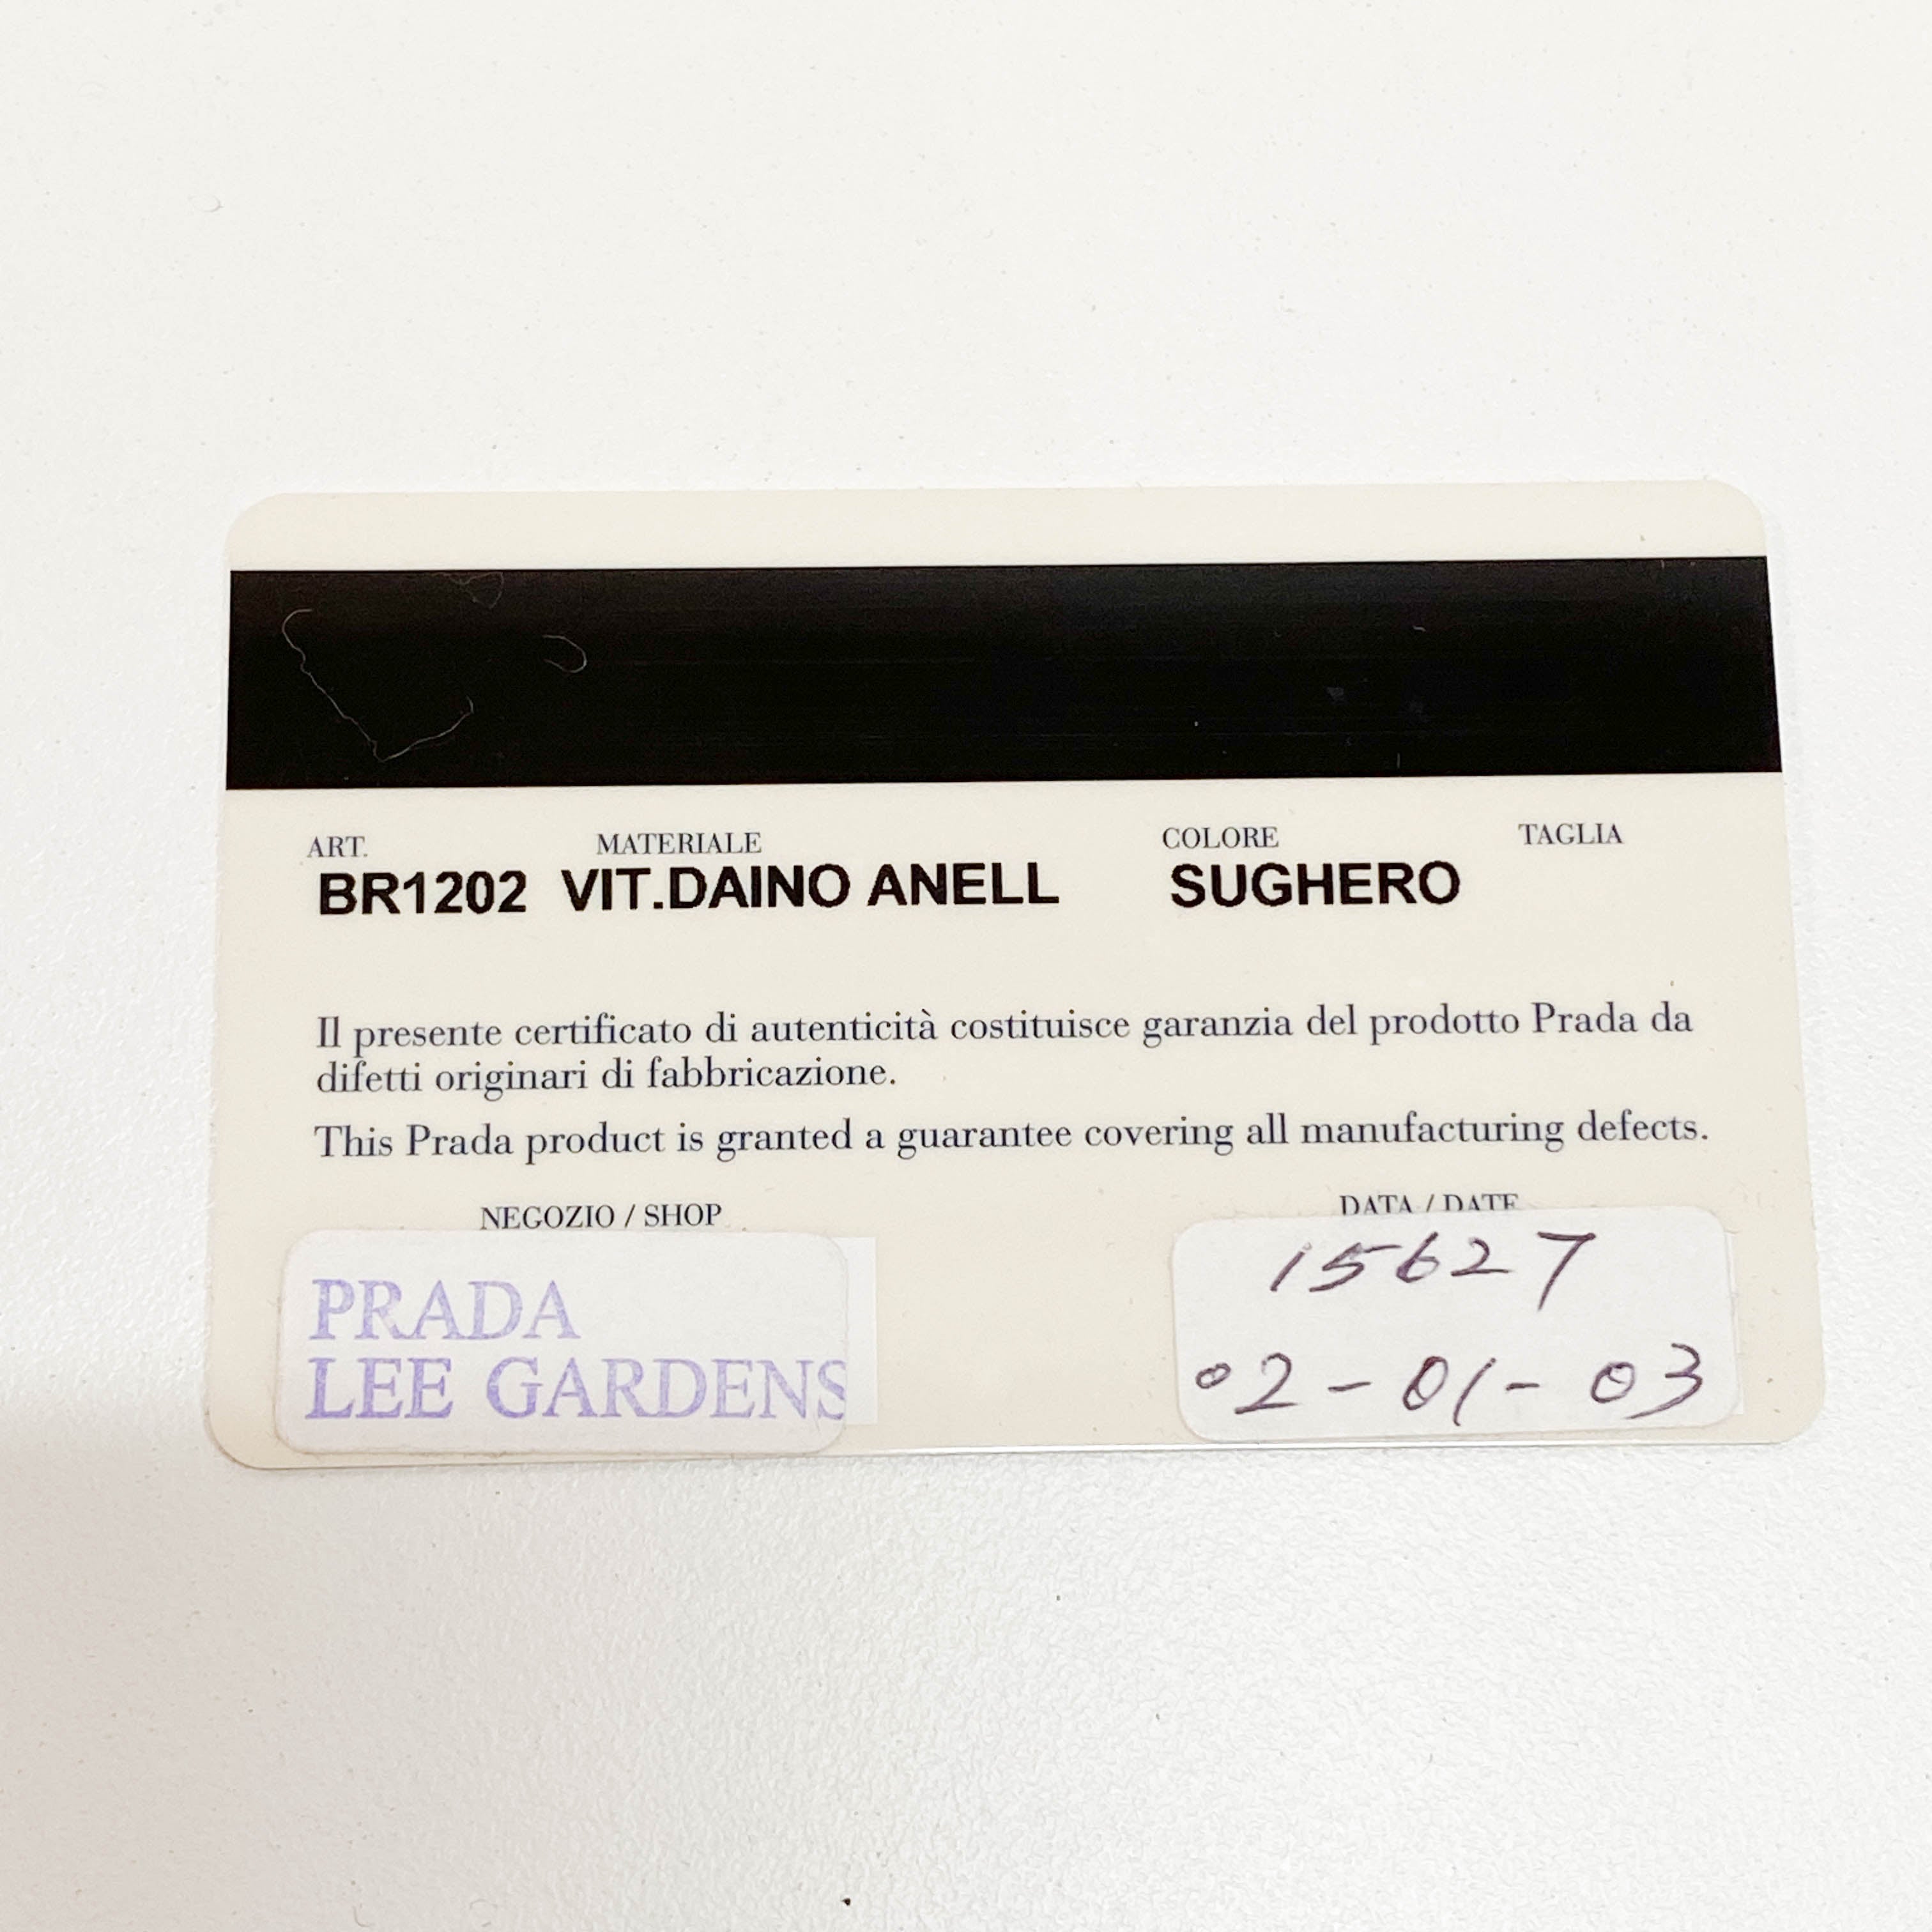 ART. MATERIALE COLORE TAGLIA
BR1202 VIT.DAINO ANELL SUGHERO
Il presente certificato di autenticità costituisce garanzia del prodotto Prada da
difetti originari di fabbricazione.
This Prada product is granted a guarantee covering all manufacturing defects.
NEGOZIO / SHOP DATA / DATE
PRADA
LEE GARDENS
15627
02-01-03